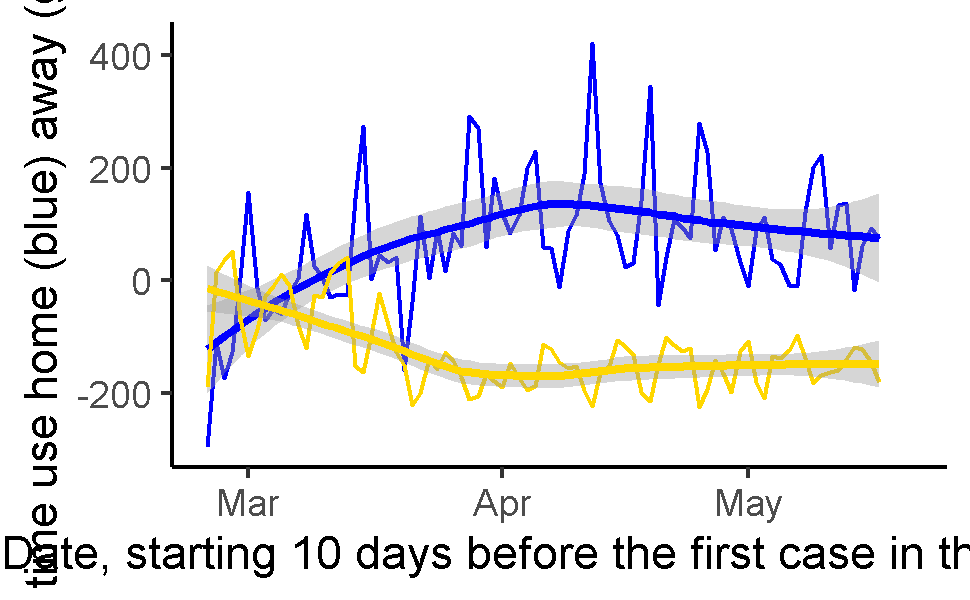 time use home (blue) away (
400
200
0
-200
Mar Apr May
Date, starting 10 days before the first case in th